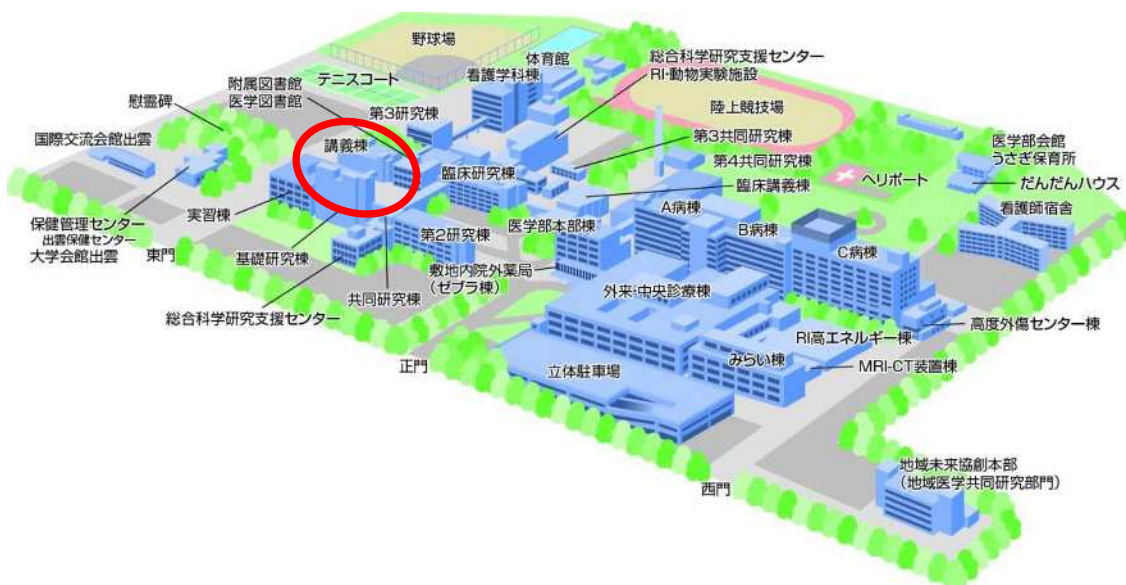 野球場
体育館
総合科学研究支援センター
RI・動物実験施設
看護学科棟
テニスコート
附属図書館
医学図書館
慰霊碑
第3研究棟
陸上競技場
国際交流会館出雲
講義棟
第3共同研究棟
医学部会館
うさぎ保育所
臨床研究棟
第4共同研究棟
ヘリポート
だんだんハウス
臨床講義棟
A病棟
看護師宿舎
実習棟
保健管理センター
出雲保健センター
大学会館出雲
東門
医学部本部棟
B病棟
第2研究棟
C病棟
基礎研究棟
敷地内院外薬局
(ゼブラ棟)
共同研究棟
外来・中央診療棟
総合科学研究支援センター
高度外傷センター棟
RI高エネルギー棟
正門
みらい棟
MRI-CT装置棟
立体駐車場
西門
地域未来協創本部
(地域医学共同研究部門)